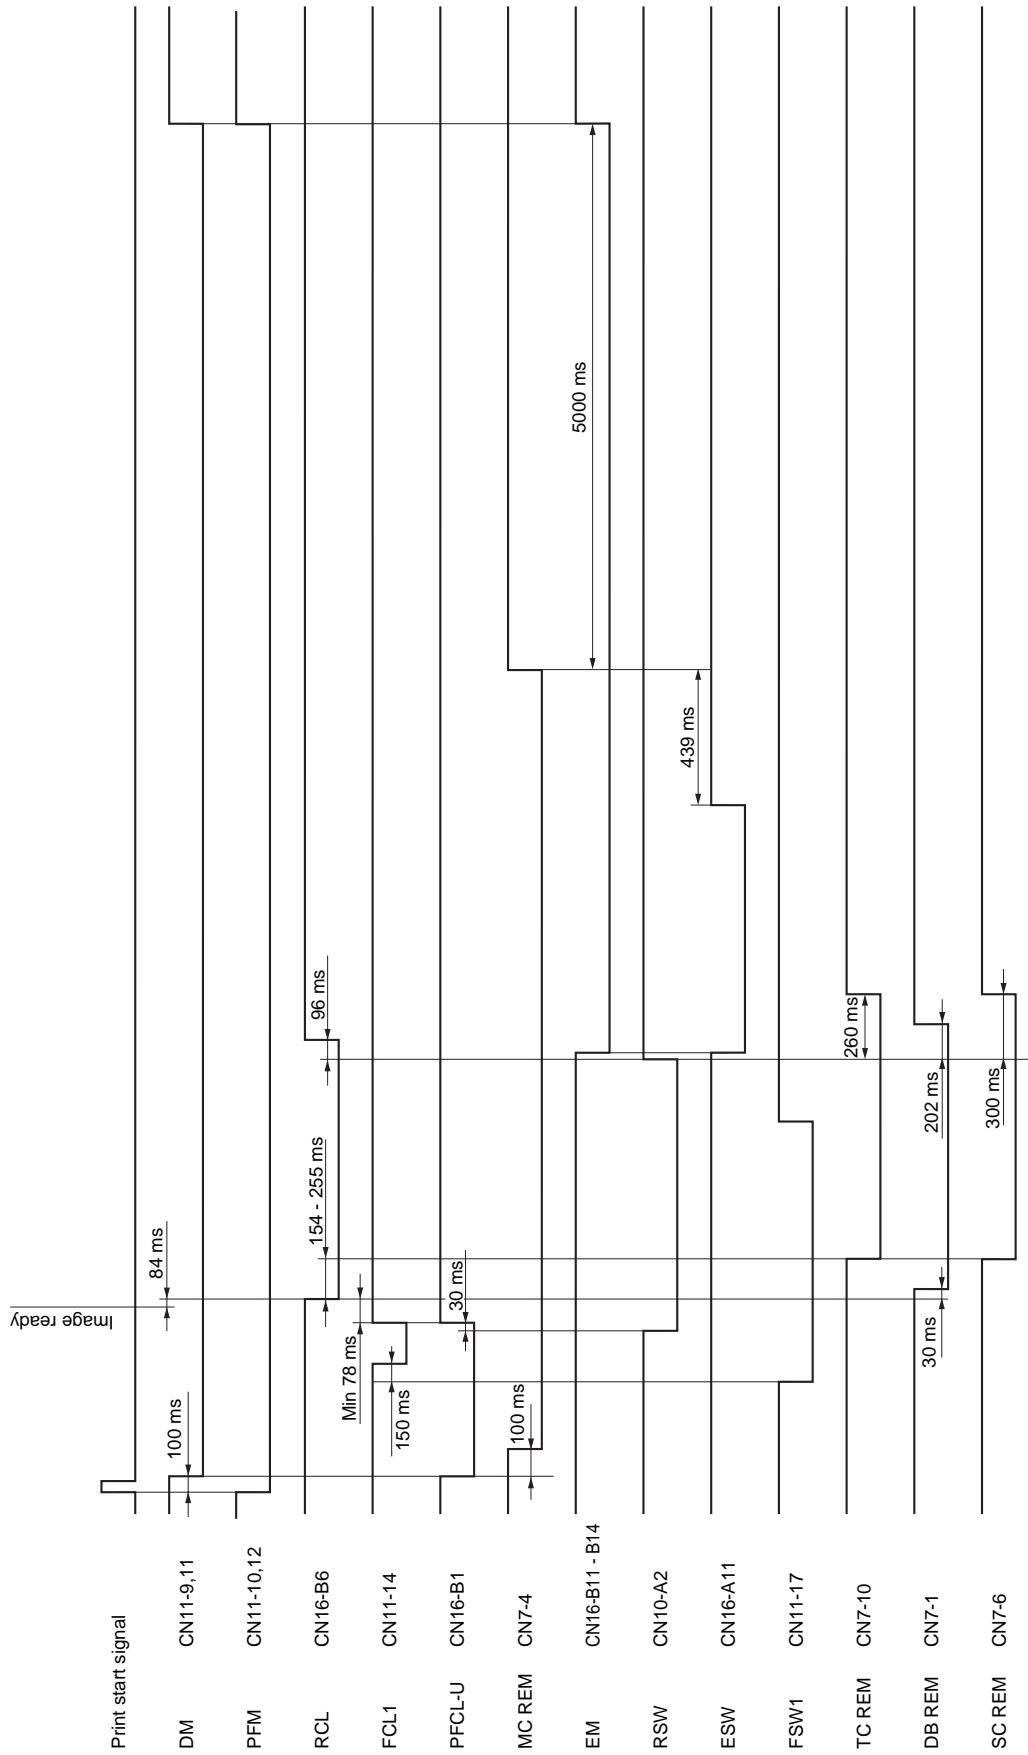 Print start signal
DM CN11-9,11
PFM CN11-10,12
RCL CN16-B6
FCL1 CN11-14
PFCL-U CN16-B1
MC REM CN7-4
EM CN16-B11 - B14
RSW CN10-A2
ESW CN16-A11
FSW1 CN11-17
TC REM CN7-10
DB REM CN7-1
SC REM CN7-6
Image ready
100 ms
84 ms
154 - 255 ms
96 ms
Min 78 ms
150 ms
30 ms
100 ms
5000 ms
439 ms
260 ms
30 ms
202 ms
300 ms